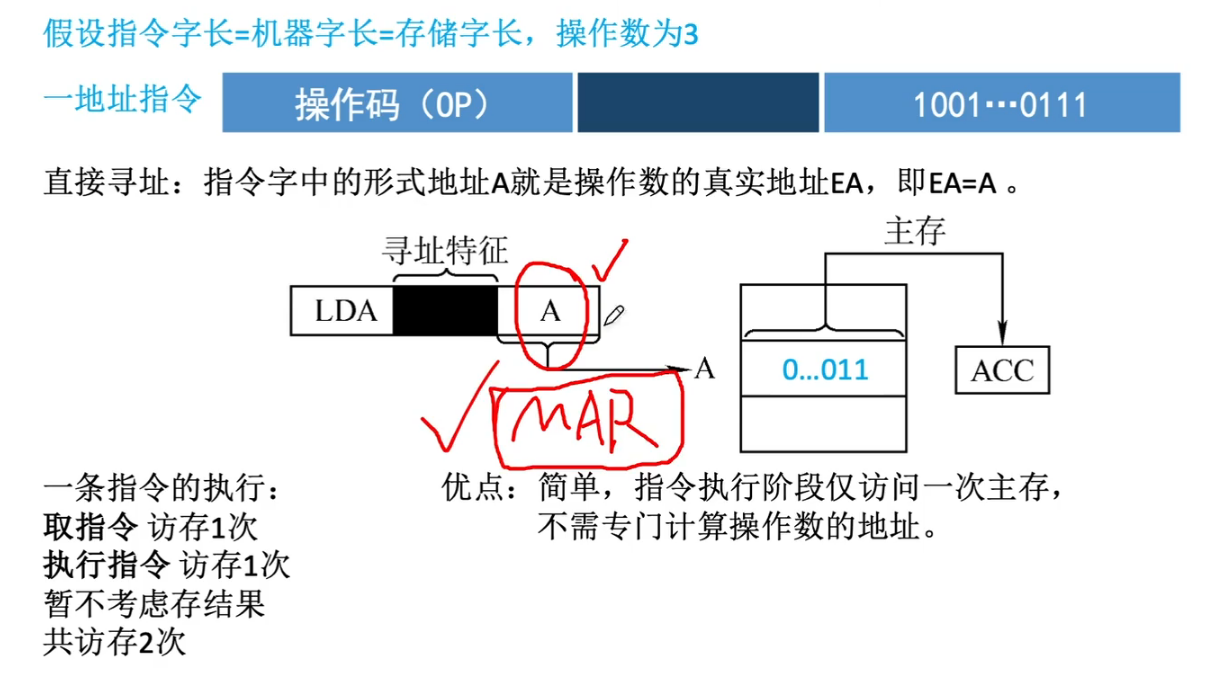 假设指令字长=机器字长=存储字长，操作数为3
一地址指令 操作码（OP） 1001…0111
直接寻址：指令字中的形式地址A就是操作数的真实地址EA，即EA=A 。
主存
寻址特征
LDA A
A 0…011 ACC
MAR
一条指令的执行： 优点：简单，指令执行阶段仅访问一次主存，
取指令 访存1次 不需专门计算操作数的地址。
执行指令 访存1次
暂不考虑存结果
共访存2次